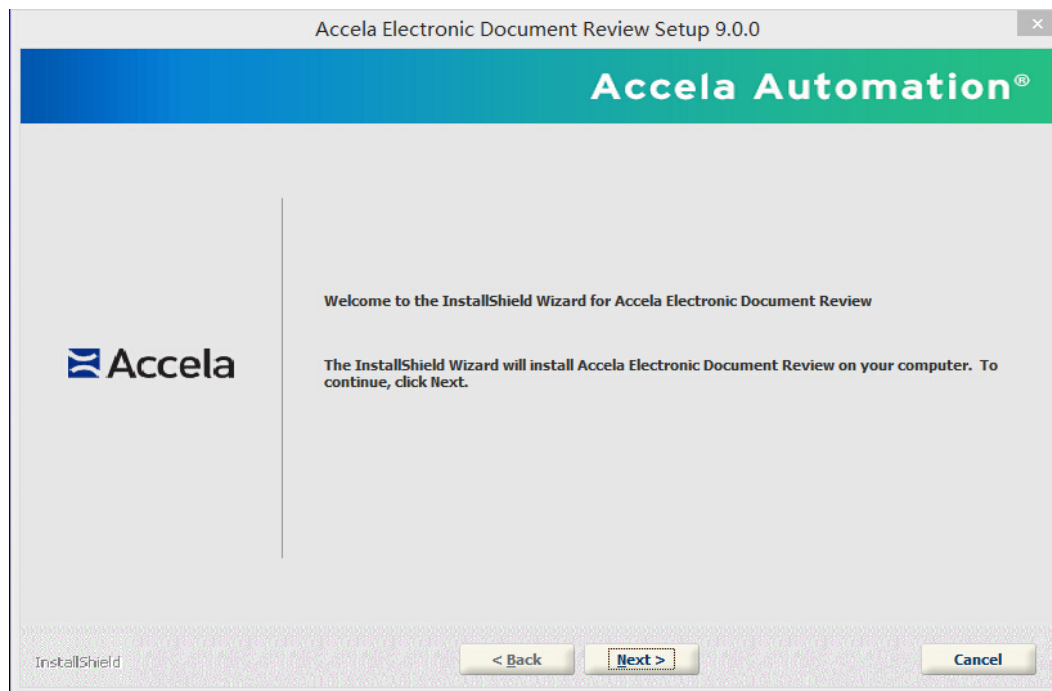 Accela Electronic Document Review Setup 9.0.0
Accela Automation®
Welcome to the InstallShield Wizard for Accela Electronic Document Review
Accela
The InstallShield Wizard will install Accela Electronic Document Review on your computer. To
continue, click Next.
InstallShield
< Back
Next >
Cancel